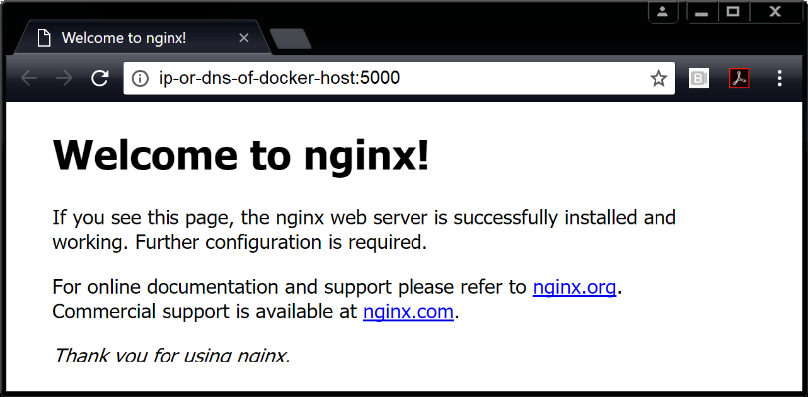 Welcome to nginx!
ip-or-dns-of-docker-host:5000
Welcome to nginx!
If you see this page, the nginx web server is successfully installed and
working. Further configuration is required.
For online documentation and support please refer to nginx.org.
Commercial support is available at nginx.com.
Thank you for using nginx.